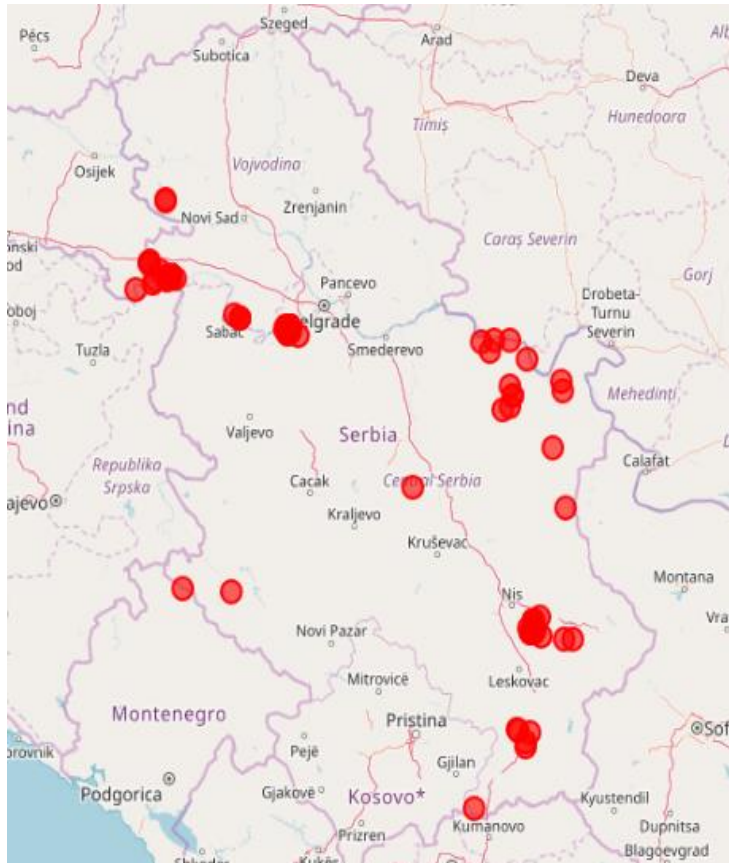 Pécs
Szeged
Subotica
Arad
Deva
Hunedoara
Timiș
Osijek
Vojvodina
Zrenjanin
Novi Sad
Caraș Severin
Gorj
Pancevo
Drobeta-
Turnu
Severin
elgrade
Sabac
Smederevo
Tuzla
Mehedinti
Valjevo
Serbia
Calafat
Republika
Srpska
Cacak
Central Serbia
Kraljevo
Kruševac
Montana
Nis
Novi Pazar
Mitrovicë
Leskovac
Montenegro
Pristina
Pejë
Gjilan
Podgorica
Gjakovë
Kosovo*
Kyustendil
Prizren
Kumanovo
Dupnitsa
Blagoevgrad